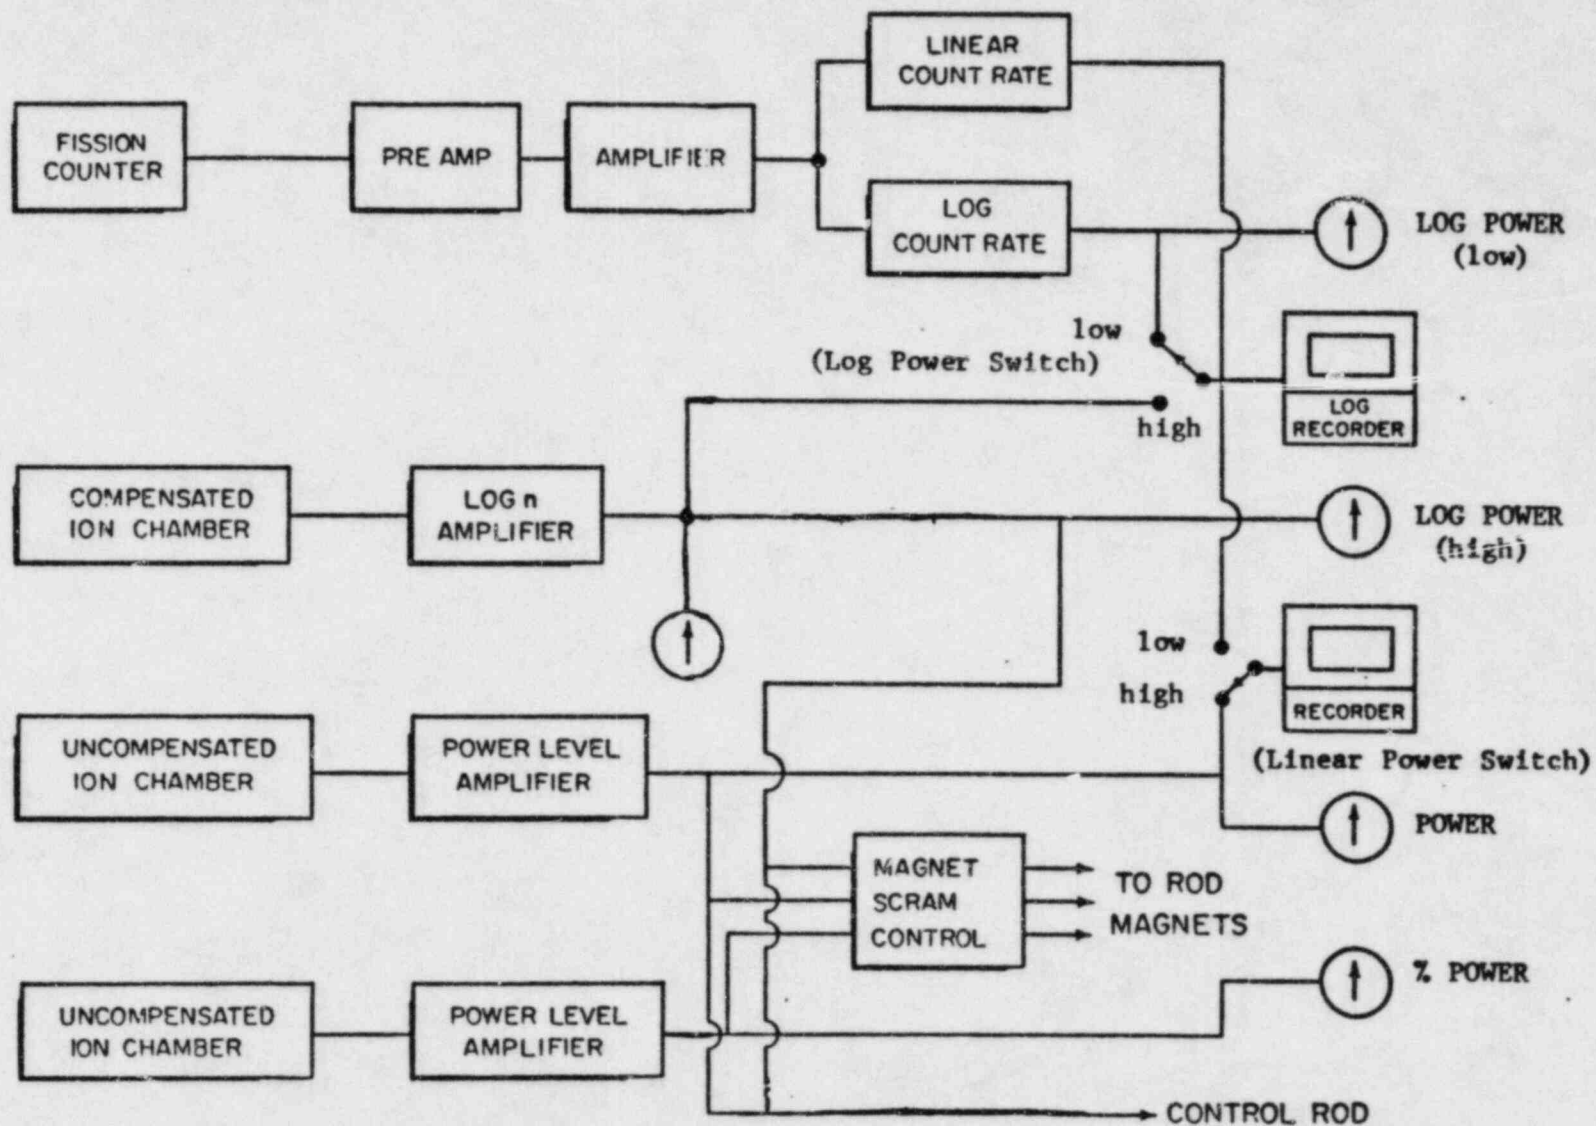 LINEAR
COUNT RATE
FISSION
COUNTER
PRE AMP
AMPLIFIER
LOG
COUNT RATE
LOG POWER
(low)
low
(Log Power Switch)
high
LOG
RECORDER
COMPENSATED
ION CHAMBER
LOG n
AMPLIFIER
LOG POWER
(high)
low
high
RECORDER
(Linear Power Switch)
UNCOMPENSATED
ION CHAMBER
POWER LEVEL
AMPLIFIER
POWER
MAGNET
SCRAM
CONTROL
TO ROD
MAGNETS
% POWER
UNCOMPENSATED
ION CHAMBER
POWER LEVEL
AMPLIFIER
CONTROL ROD